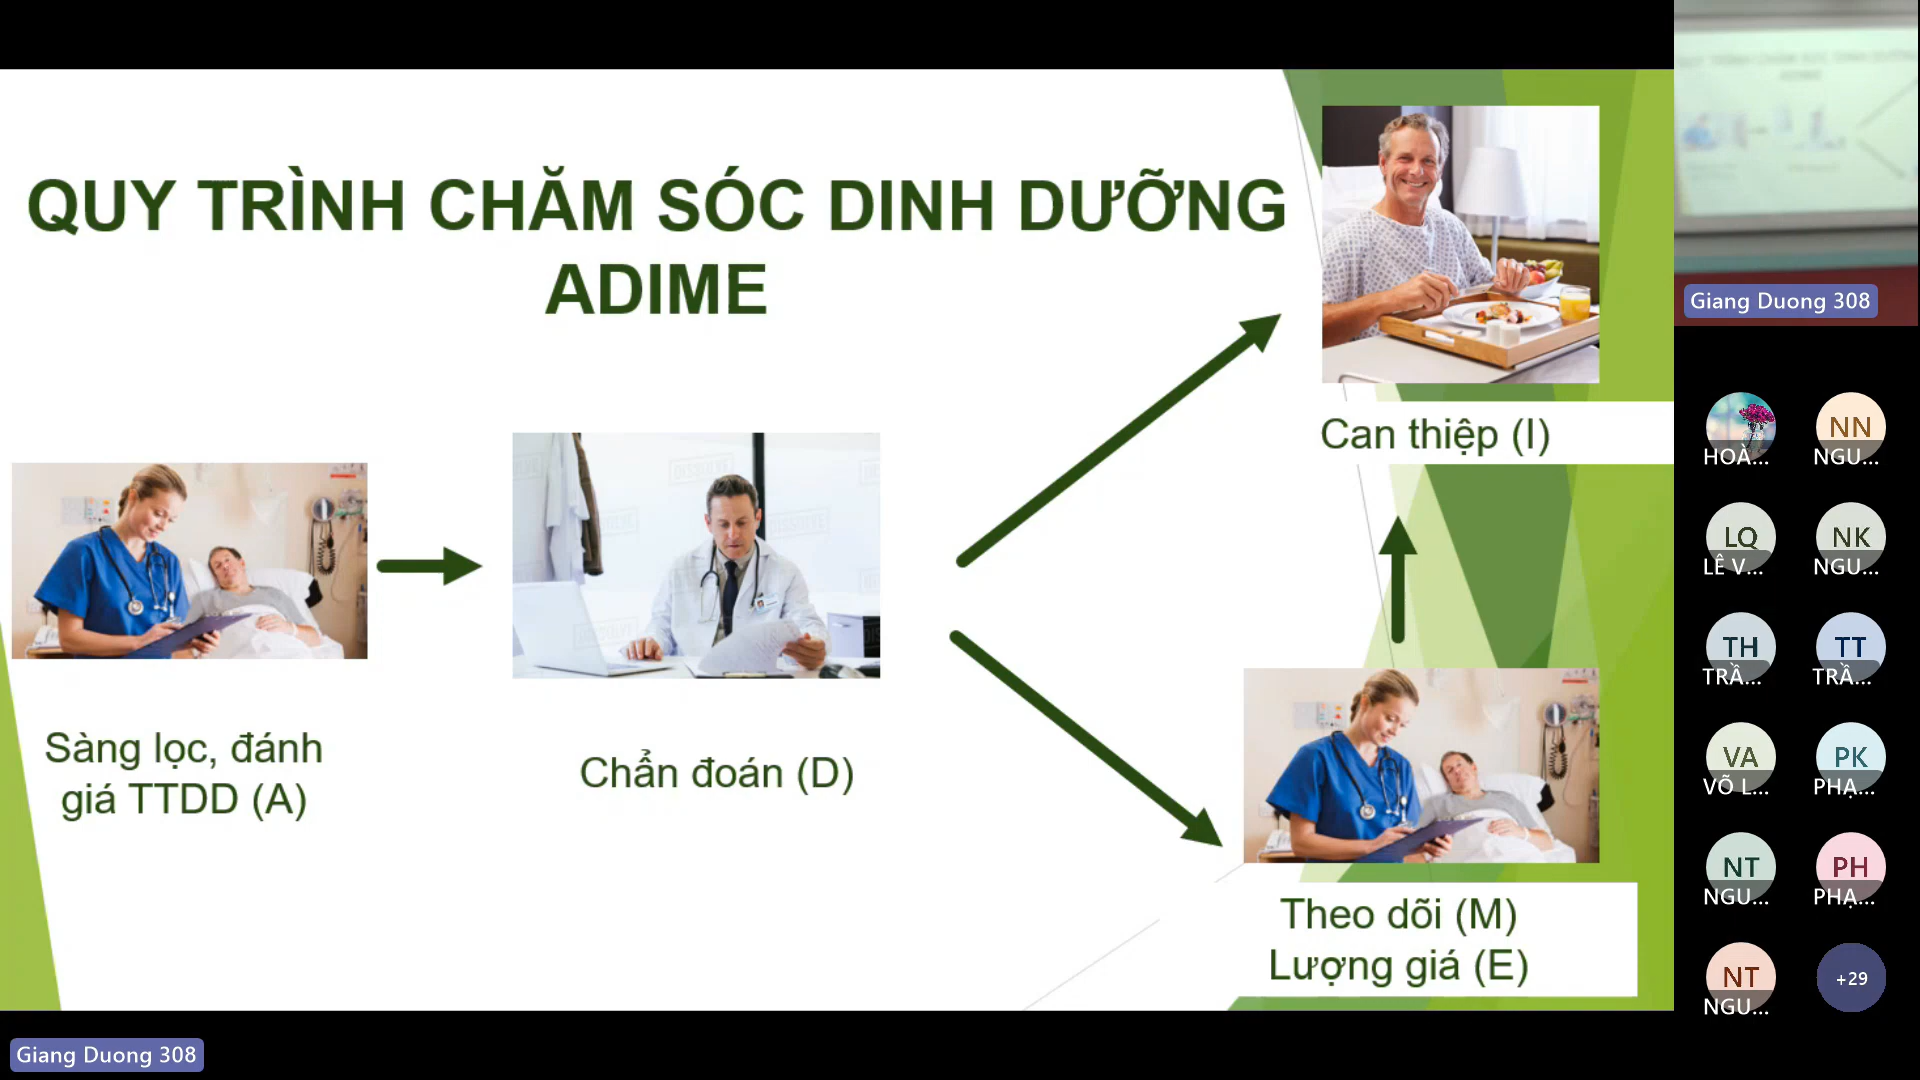 QUY TRÌNH CHĂM SÓC DINH DƯỠNG
ADIME
Sàng lọc, đánh
giá TTDD (A)
Chẩn đoán (D)
Can thiệp (I)
Theo dõi (M)
Lượng giá (E)
DISSOLVE
DISSOLVE
Giang Duong 308
HOÀ...
NN
NGU...
LQ
LÊ V...
NK
NGU...
TH
TRẦ...
TT
TRẦ...
VA
VÕ L...
PK
PHẠ...
NT
NGU...
PH
PHẠ...
NT
NGU...
+29
Giang Duong 308